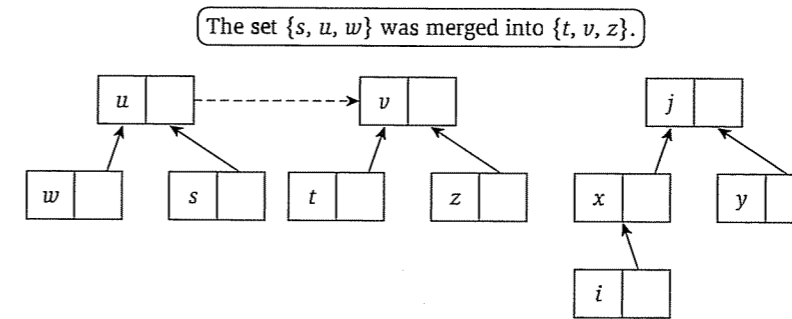 The set {s, u, w} was merged into {t, v, z}.
u v j
w s t z x y
i